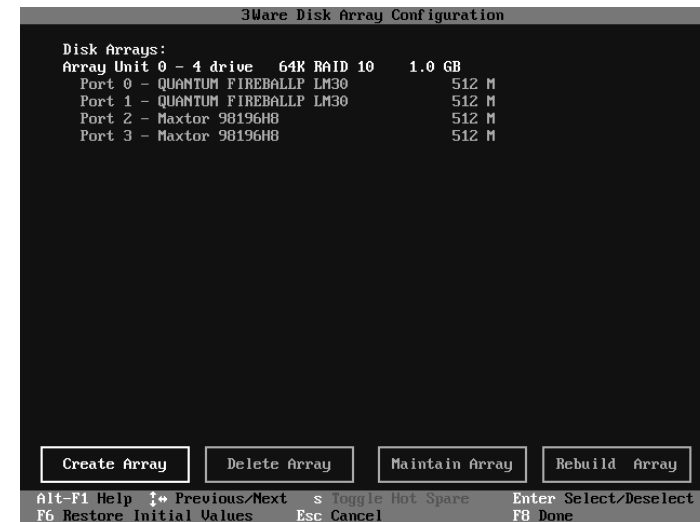 3Ware Disk Array Configuration
Disk Arrays:
Array Unit 0 - 4 drive 64K RAID 10 1.0 GB
Port 0 - QUANTUM FIREBALLP LM30 512 M
Port 1 - QUANTUM FIREBALLP LM30 512 M
Port 2 - Maxtor 98196H8 512 M
Port 3 - Maxtor 98196H8 512 M
Create Array Delete Array Maintain Array Rebuild Array
Alt-F1 Help ↕↔ Previous/Next s Toggle Hot Spare Enter Select/Deselect
F6 Restore Initial Values Esc Cancel F8 Done